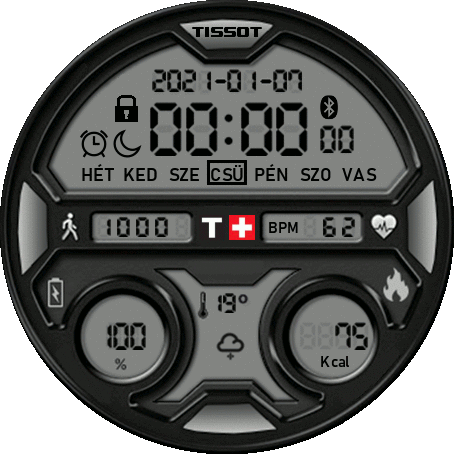 TISSOT
2021-01-07
00:00 00
HÉT KED SZE CSÜ PÉN SZO VAS
1000 T BPM 62
19°
100
%
75
Kcal